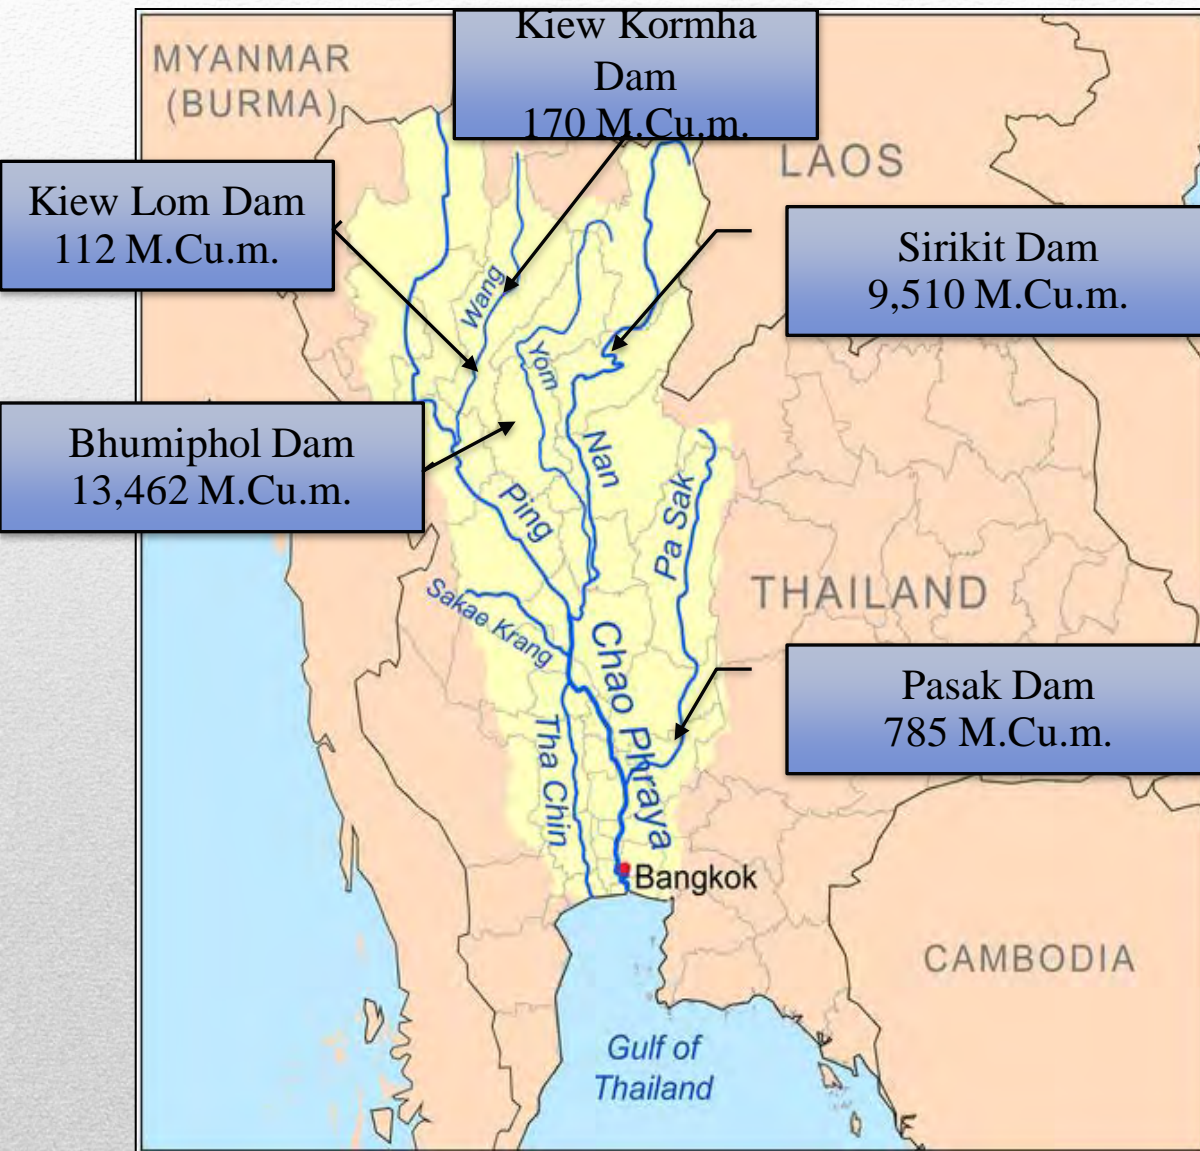 Kiew Kormha
Dam
170 M.Cu.m.
MYANMAR
(BURMA)
LAOS
Kiew Lom Dam
112 M.Cu.m.
Sirikit Dam
9,510 M.Cu.m.
Wang
Yom
Bhumiphol Dam
13,462 M.Cu.m.
Nan
Ping
Pa Sak
THAILAND
Sakae Krang
Chao Phraya
Pasak Dam
785 M.Cu.m.
Tha Chin
Bangkok
CAMBODIA
Gulf of
Thailand